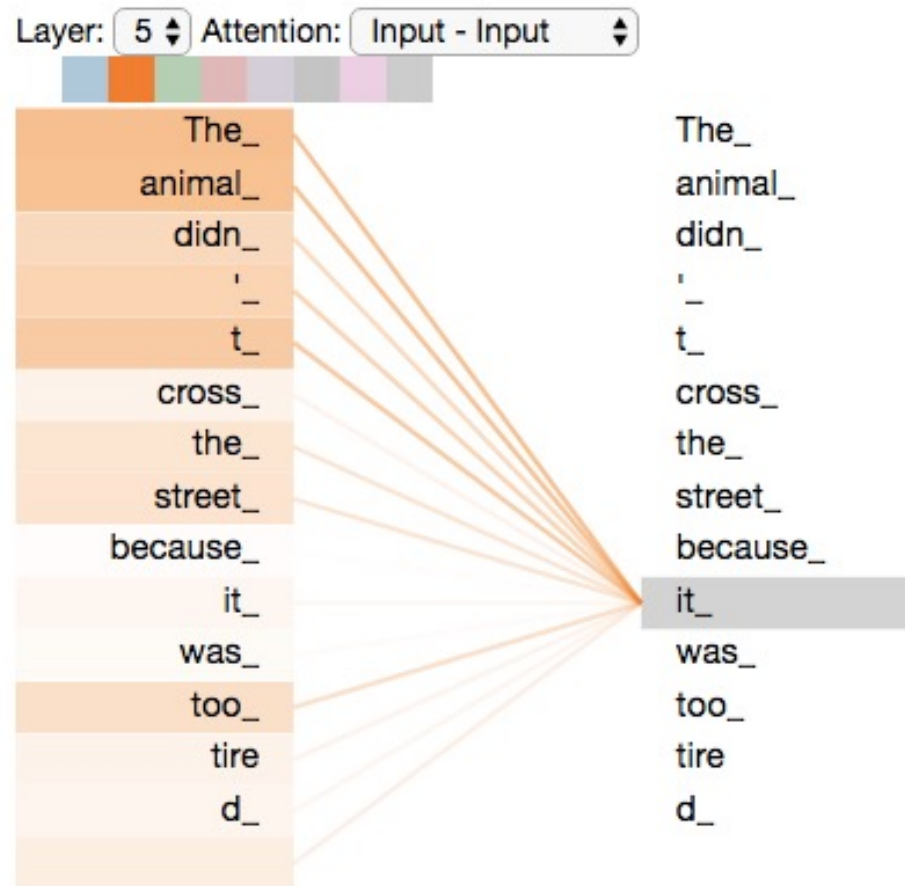 Layer: 5 Attention: Input - Input
The_ The_
animal_ animal_
didn_ didn_
'_ '_
t_ t_
cross_ cross_
the_ the_
street_ street_
because_ because_
it_ it_
was_ was_
too_ too_
tire tire
d_ d_